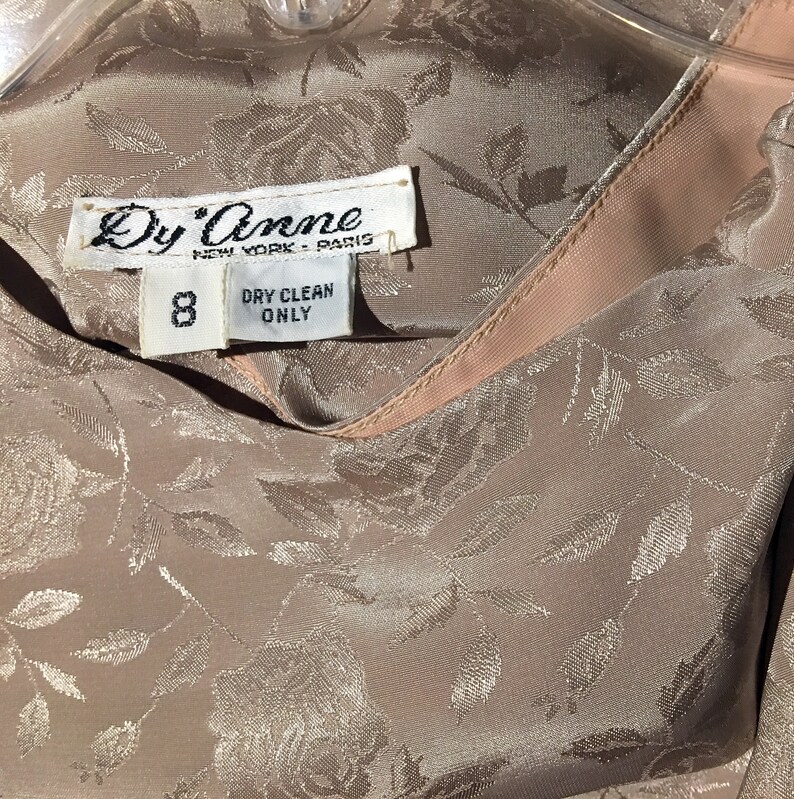 Dy'Anne
NEW YORK - PARIS
8
DRY CLEAN
ONLY